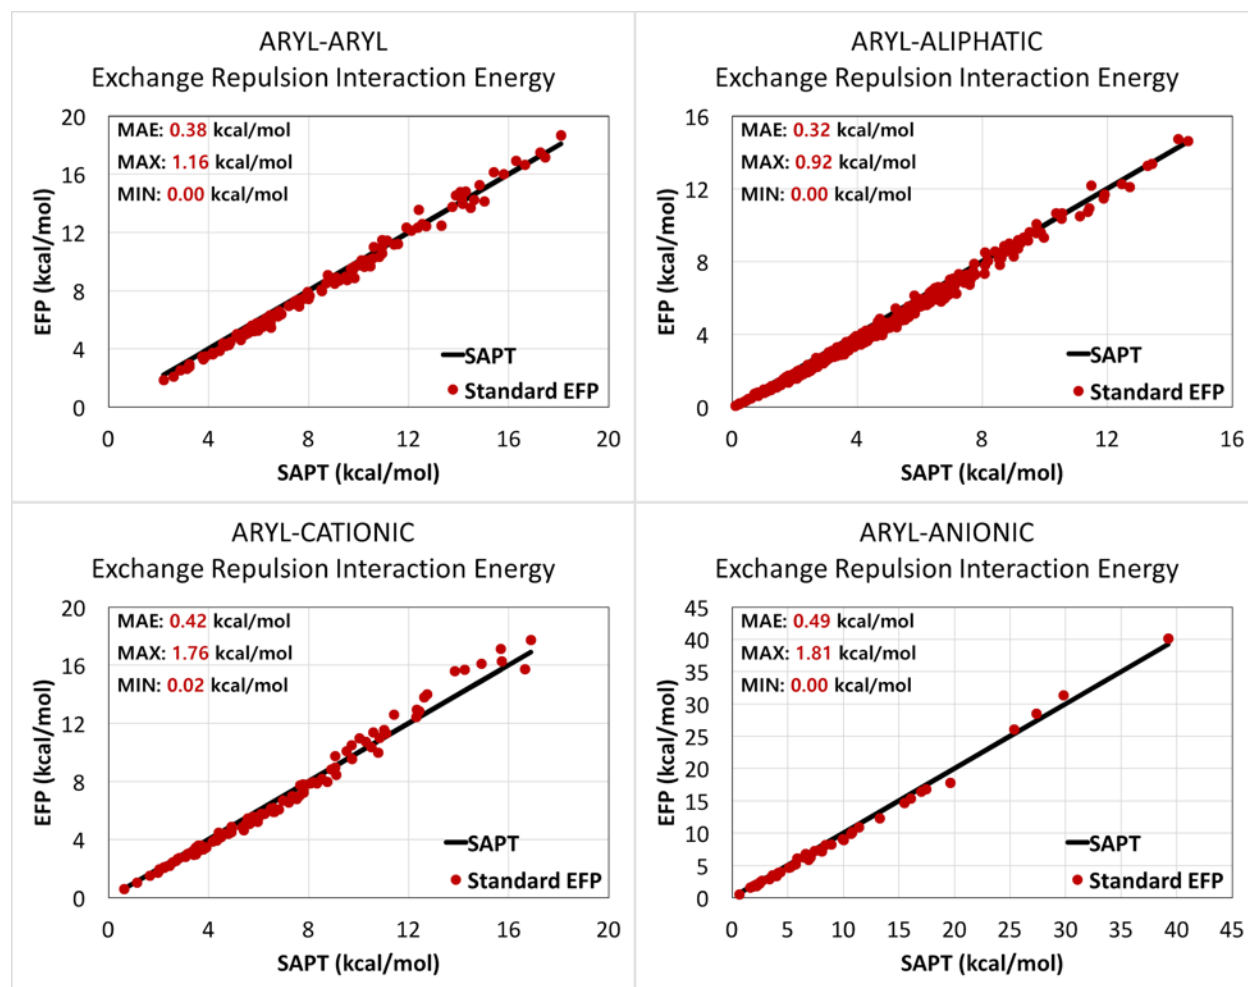 ARYL-ARYL
Exchange Repulsion Interaction Energy
MAE: 0.38 kcal/mol
MAX: 1.16 kcal/mol
MIN: 0.00 kcal/mol
20
16
12
8
4
0
EFP (kcal/mol)
SAPT
Standard EFP
0 4 8 12 16 20
SAPT (kcal/mol)
ARYL-ALIPHATIC
Exchange Repulsion Interaction Energy
MAE: 0.32 kcal/mol
MAX: 0.92 kcal/mol
MIN: 0.00 kcal/mol
16
12
8
4
0
EFP (kcal/mol)
SAPT
Standard EFP
0 4 8 12 16
SAPT (kcal/mol)
ARYL-CATIONIC
Exchange Repulsion Interaction Energy
MAE: 0.42 kcal/mol
MAX: 1.76 kcal/mol
MIN: 0.02 kcal/mol
20
16
12
8
4
0
EFP (kcal/mol)
SAPT
Standard EFP
0 4 8 12 16 20
SAPT (kcal/mol)
ARYL-ANIONIC
Exchange Repulsion Interaction Energy
MAE: 0.49 kcal/mol
MAX: 1.81 kcal/mol
MIN: 0.00 kcal/mol
45
40
35
30
25
20
15
10
5
0
EFP (kcal/mol)
SAPT
Standard EFP
0 5 10 15 20 25 30 35 40 45
SAPT (kcal/mol)